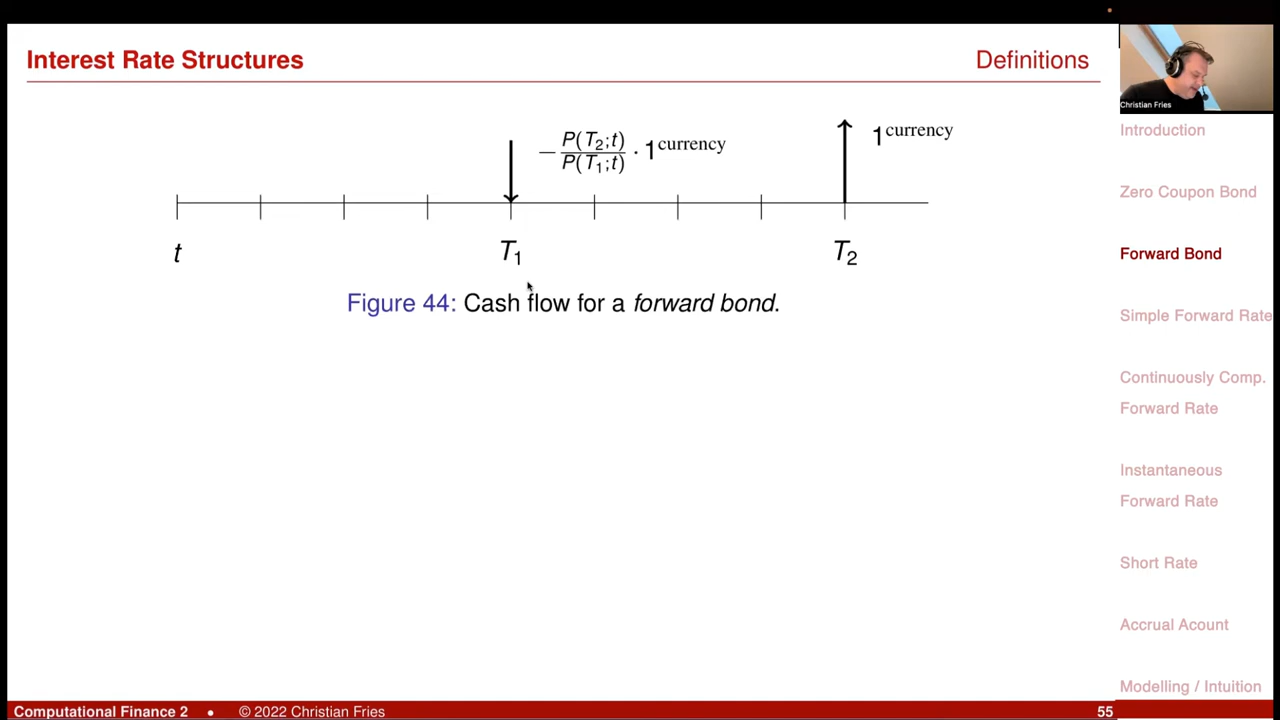 Interest Rate Structures
Definitions
− P(T₂;t) / P(T₁;t) · 1 currency
1 currency
t
T₁
T₂
Figure 44: Cash flow for a forward bond.
Christian Fries
Introduction
Zero Coupon Bond
Forward Bond
Simple Forward Rate
Continuously Comp.
Forward Rate
Instantaneous
Forward Rate
Short Rate
Accrual Acount
Modelling / Intuition
Computational Finance 2 • © 2022 Christian Fries
55